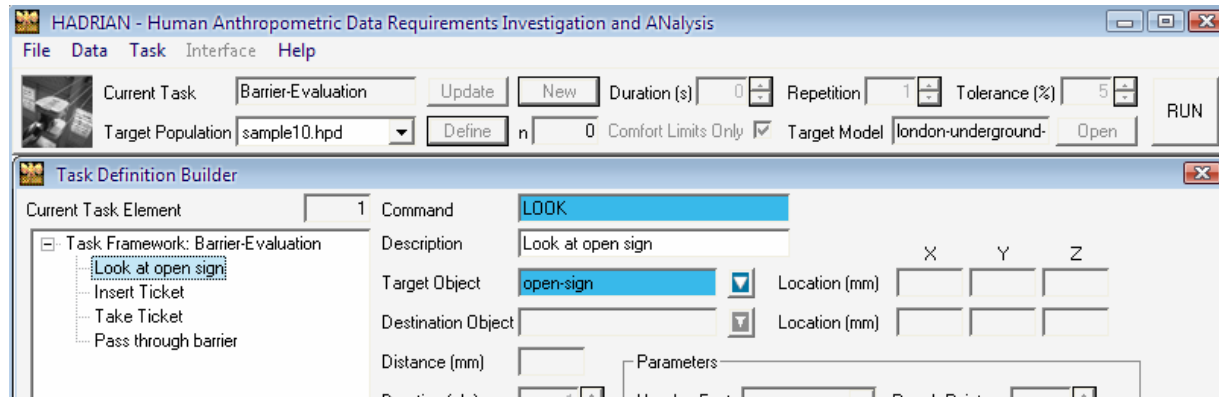 HADRIAN - Human Anthropometric Data Requirements Investigation and ANalysis
File Data Task Interface Help
Current Task Barrier-Evaluation Update New Duration (s) 0 Repetition 1 Tolerance (%) 5
RUN
Target Population sample10.hpd Define n 0 Comfort Limits Only Target Model london-underground- Open
Task Definition Builder
Current Task Element 1 Command LOOK
Task Framework: Barrier-Evaluation Description Look at open sign
X Y Z
Look at open sign
Target Object open-sign Location (mm)
Insert Ticket
Take Ticket
Destination Object Location (mm)
Pass through barrier
Distance (mm) Parameters